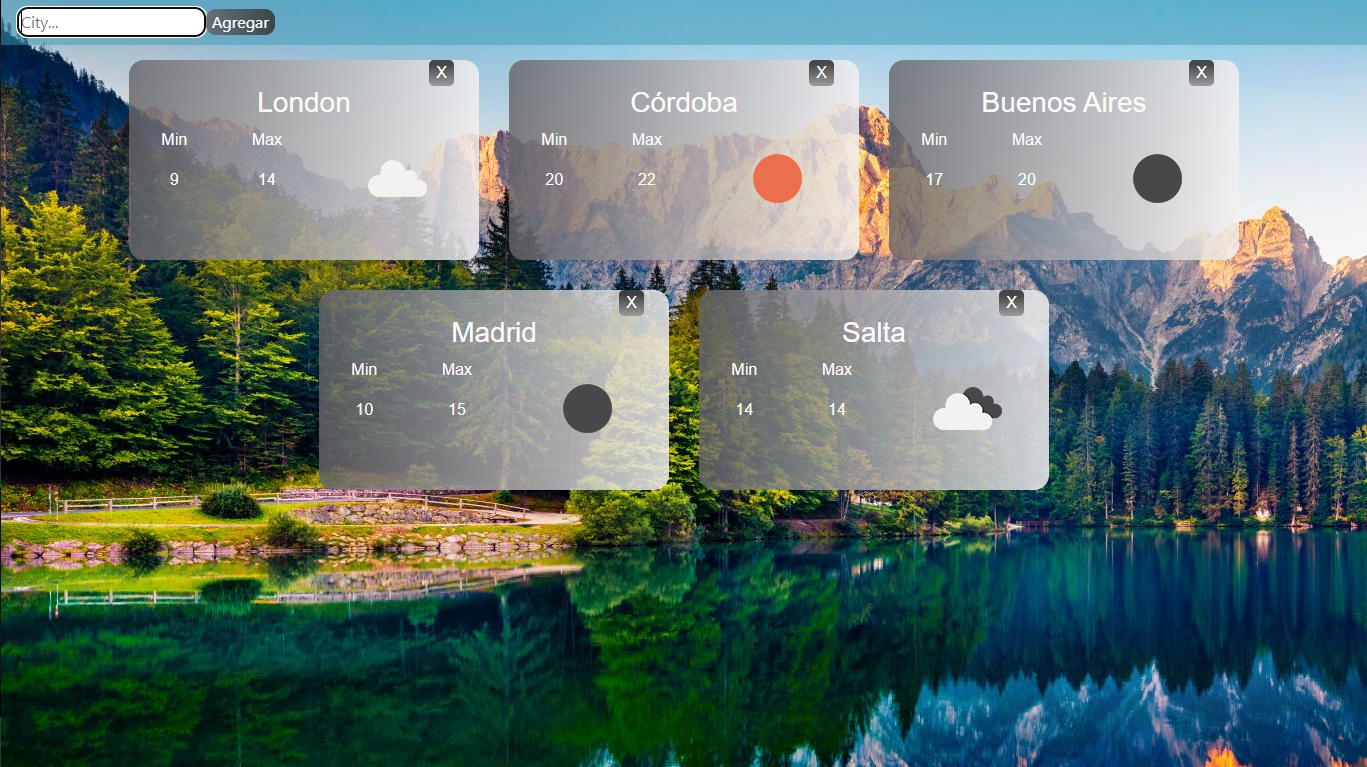 City...
Agregar
X
London
Min Max
9 14
X
Córdoba
Min Max
20 22
X
Buenos Aires
Min Max
17 20
X
Madrid
Min Max
10 15
X
Salta
Min Max
14 14